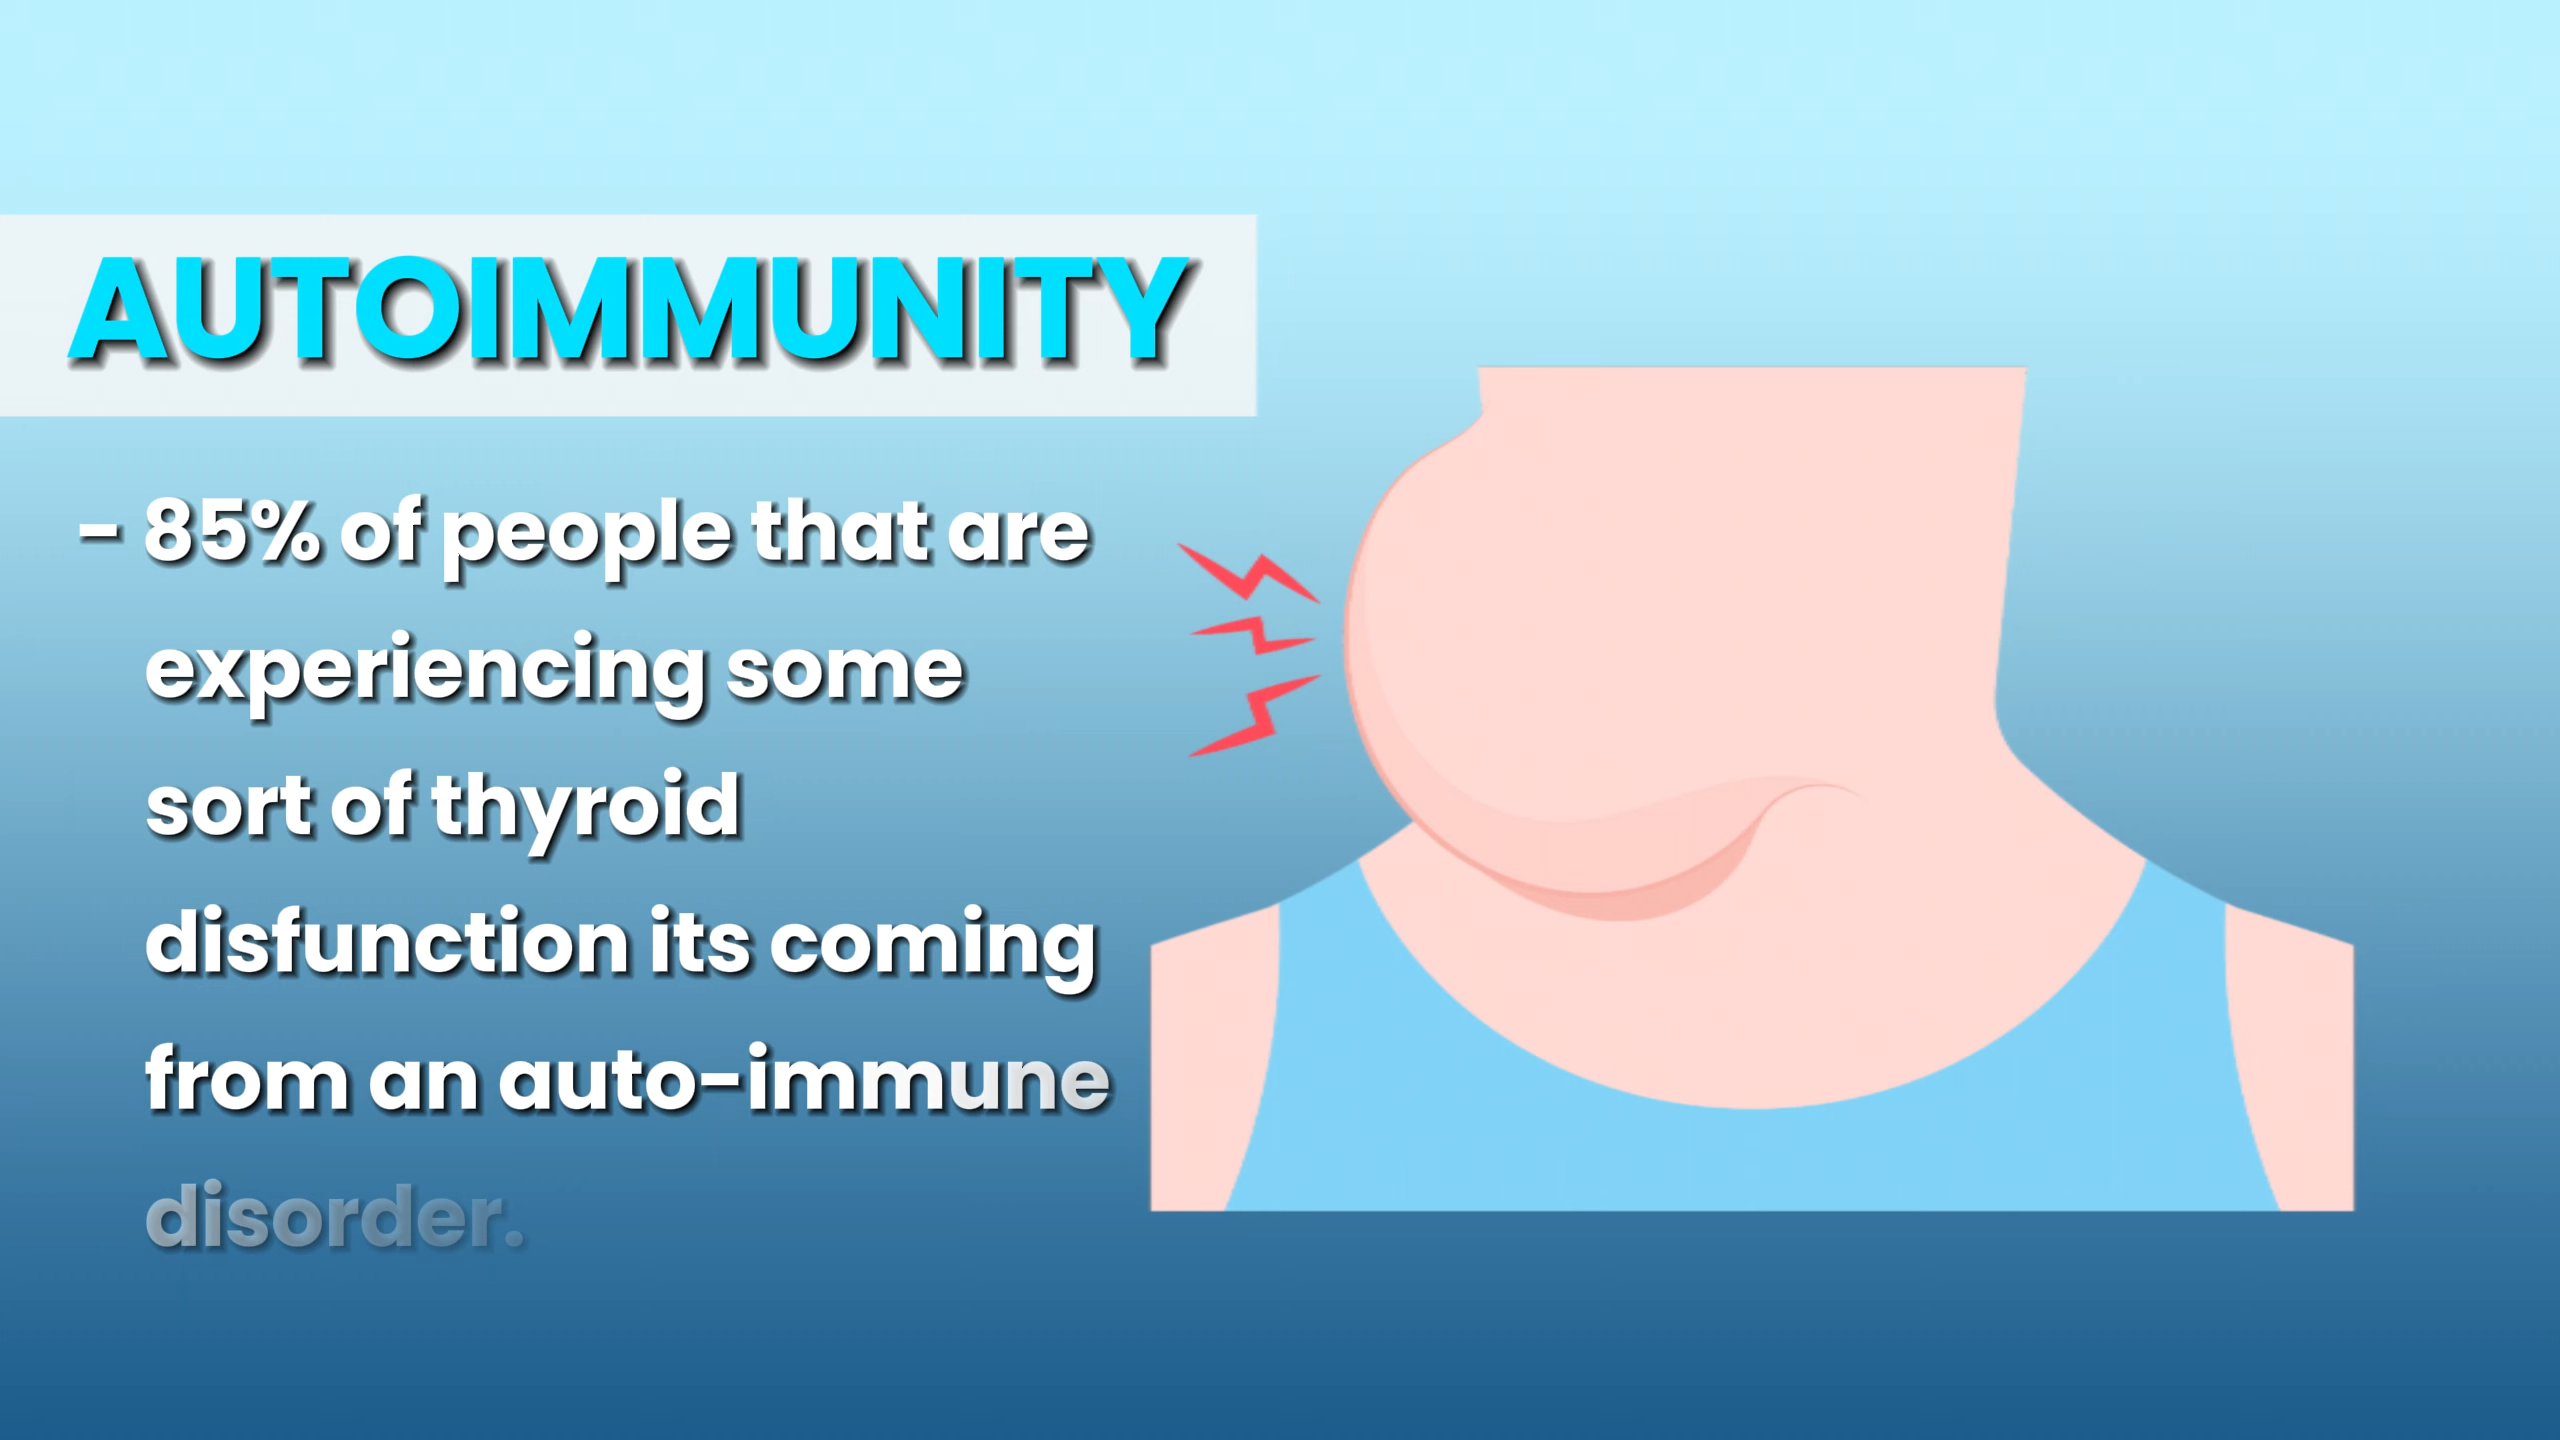 AUTOIMMUNITY
- 85% of people that are
experiencing some
sort of thyroid
disfunction its coming
from an auto-immune
disorder.